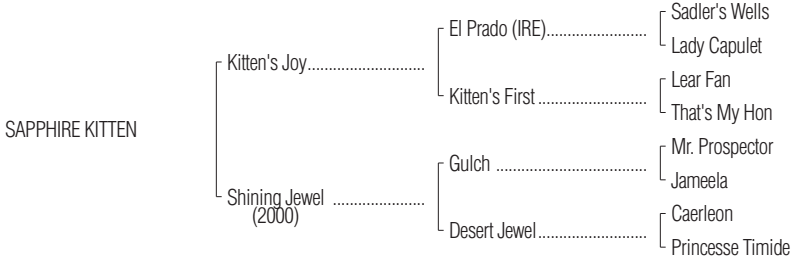 Sadler's Wells
El Prado (IRE)........................
Lady Capulet
Kitten's Joy............................
Lear Fan
Kitten's First ..........................
That's My Hon
SAPPHIRE KITTEN
Mr. Prospector
Gulch ....................................
Jameela
Shining Jewel ......................
(2000)
Caerleon
Desert Jewel..........................
Princesse Timide